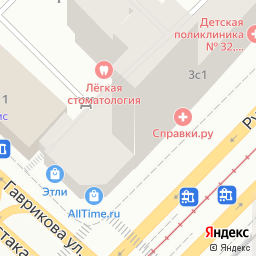 Детская
поликлиника
№ 32,...
Лёгкая
стоматология
3с1
1
Справки.ру
Этли
AllTime.ru
Гаврикова ул.
Яндекс